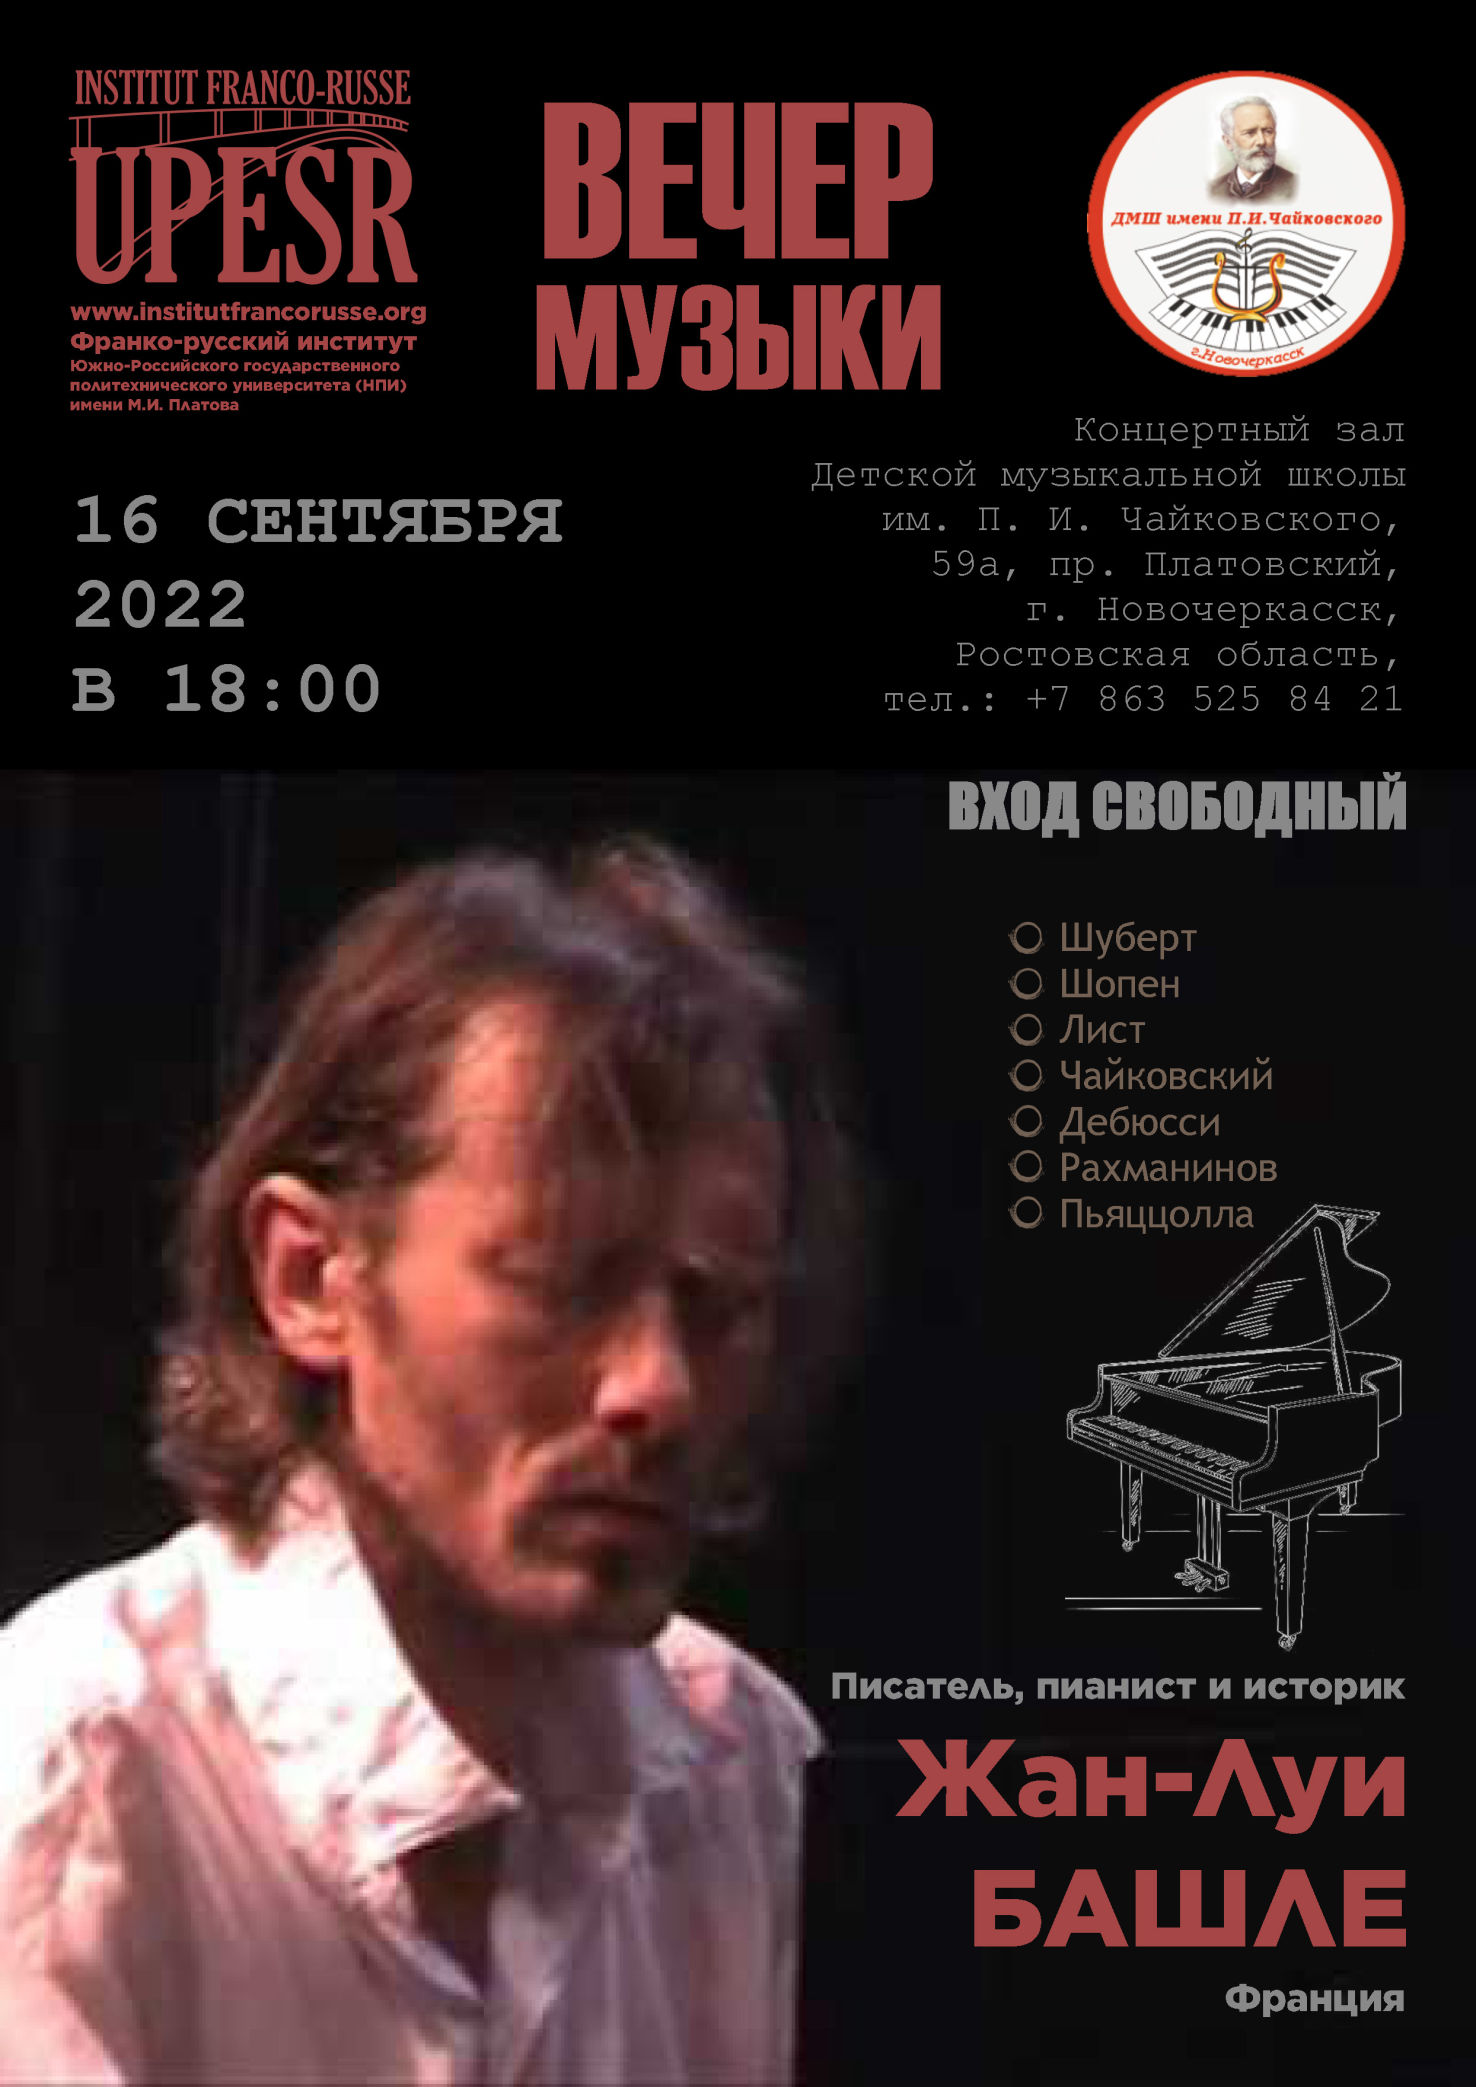 INSTITUT FRANCO-RUSSE
UPESR
www.institutfrancorusse.org
Франко-русский институт
Южно-Российского государственного
политехнического университета (НПИ)
имени М.И. Платова
ВЕЧЕР
МУЗЫКИ
ДМШ имени П.И.Чайковского
г.Новочеркасск
16 СЕНТЯБРЯ
2022
В 18:00
Концертный зал
Детской музыкальной школы
им. П. И. Чайковского,
59а, пр. Платовский,
г. Новочеркасск,
Ростовская область,
тел.: +7 863 525 84 21
ВХОД СВОБОДНЫЙ
Шуберт
Шопен
Лист
Чайковский
Дебюсси
Рахманинов
Пьяццолла
Писатель, пианист и историк
Жан-Луи
БАШЛЕ
Франция